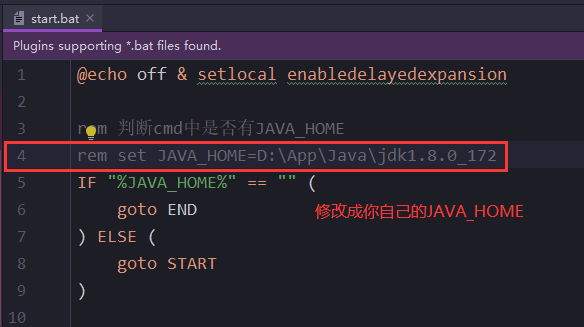 start.bat
Plugins supporting *.bat files found.
1 @echo off & setlocal enabledelayedexpansion
2
3 rem 判断cmd中是否有JAVA_HOME
4 rem set JAVA_HOME=D:\App\Java\jdk1.8.0_172
5 IF "%JAVA_HOME%" == "" (
6 goto END 修改成你自己的JAVA_HOME
7 ) ELSE (
8 goto START
9 )
10